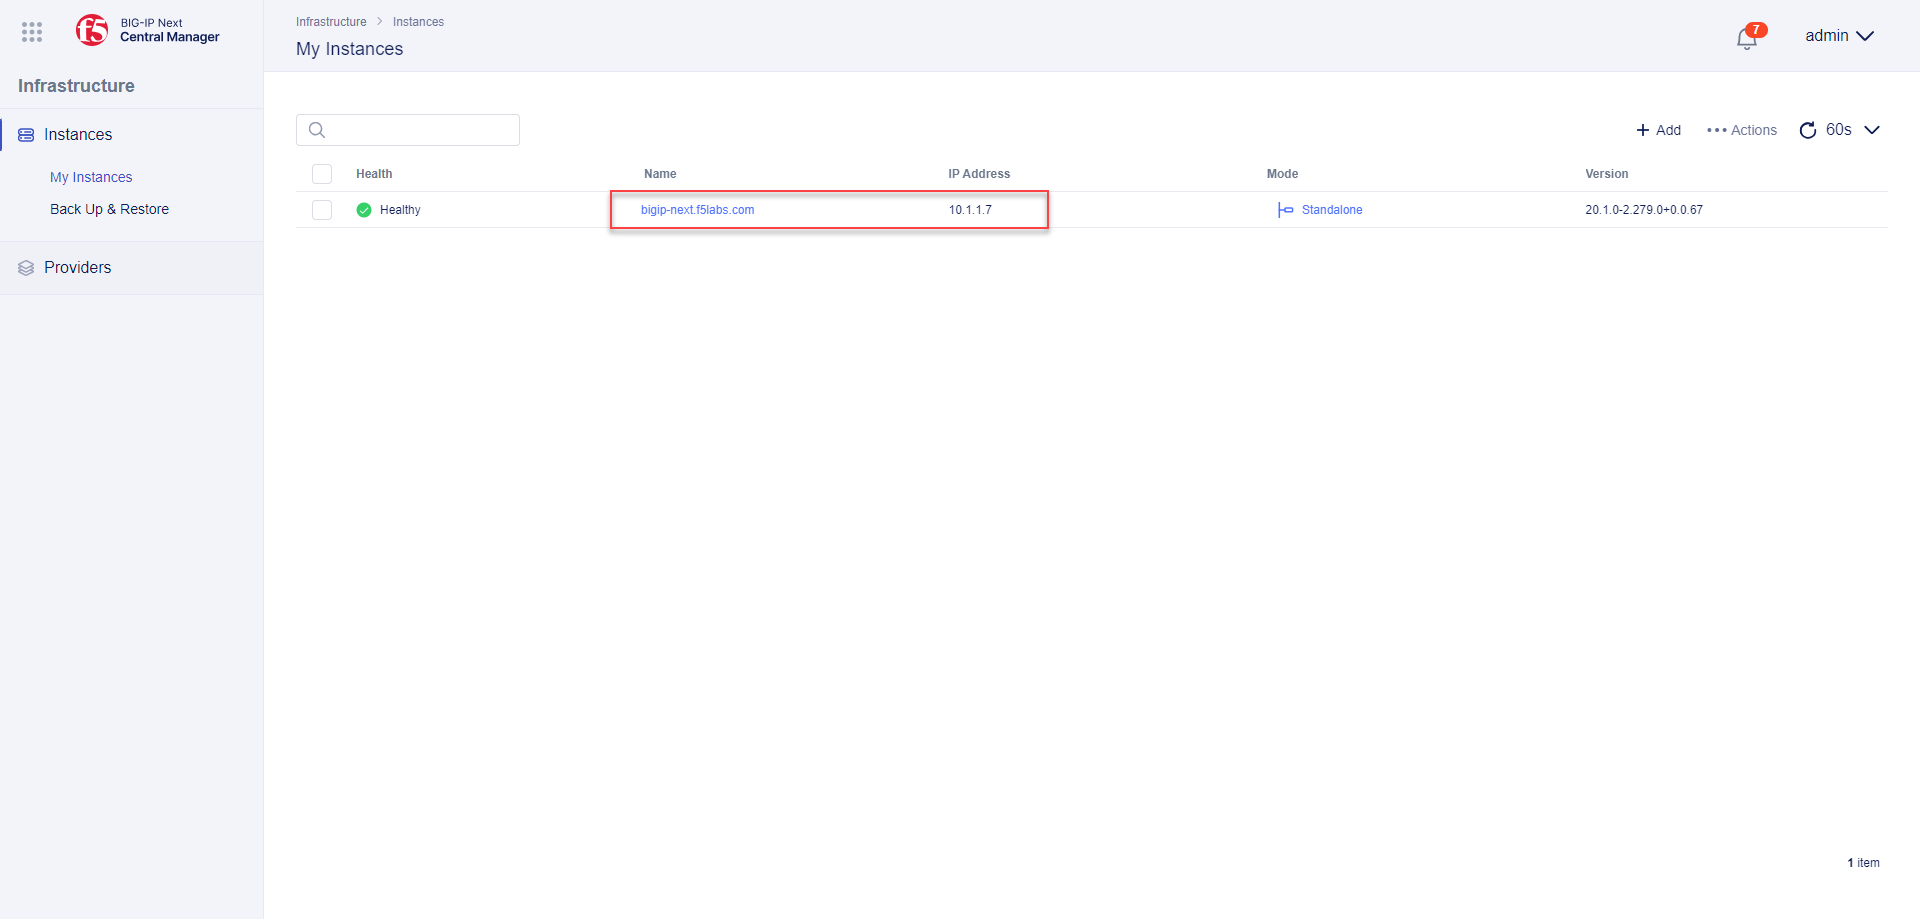 f5
BIG-IP Next
Central Manager
Infrastructure
Instances
My Instances
Back Up & Restore
Providers
Infrastructure > Instances
My Instances
7
admin
+ Add
••• Actions
60s
Health Name IP Address Mode Version
Healthy bigip-next.f5labs.com 10.1.1.7 Standalone 20.1.0-2.279.0+0.0.67
1 item